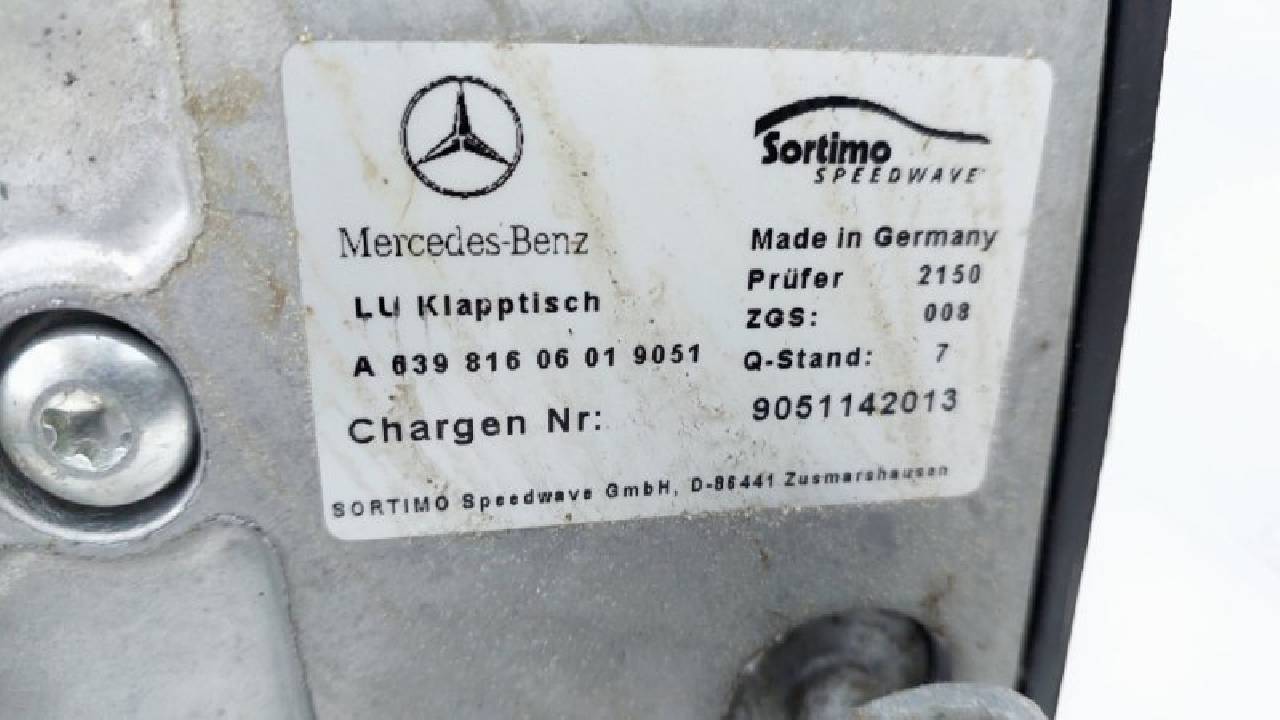 Sortimo
SPEEDWAVE
Mercedes-Benz
LU Klapptisch
A 639 816 06 01 9051
Chargen Nr:
Made in Germany
Prüfer 2150
ZGS: 008
Q-Stand: 7
9051142013
SORTIMO Speedwave GmbH, D-86441 Zusmarshausen